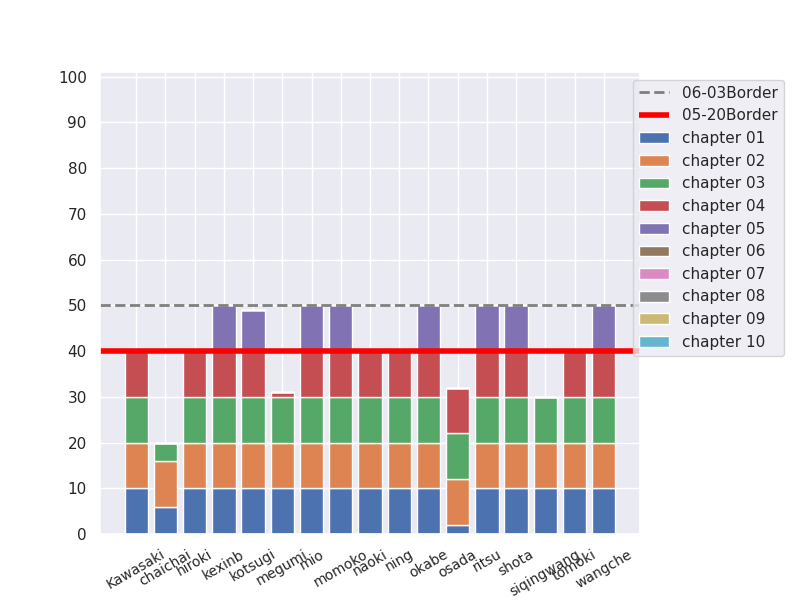 100
90
80
70
60
50
40
30
20
10
0
Kawasaki
chaichai
hiroki
kexinb
kotsugi
megumi
mio
momoko
naoki
ning
okabe
osada
ritsu
shota
siqingwang
tomoki
wangche
06-03Border
05-20Border
chapter 01
chapter 02
chapter 03
chapter 04
chapter 05
chapter 06
chapter 07
chapter 08
chapter 09
chapter 10